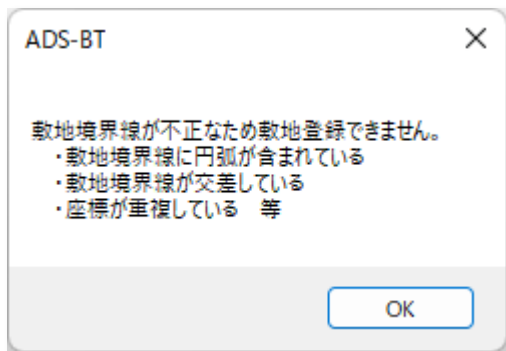 ADS-BT
敷地境界線が不正なため敷地登録できません。
・敷地境界線に円弧が含まれている
・敷地境界線が交差している
・座標が重複している　等
OK